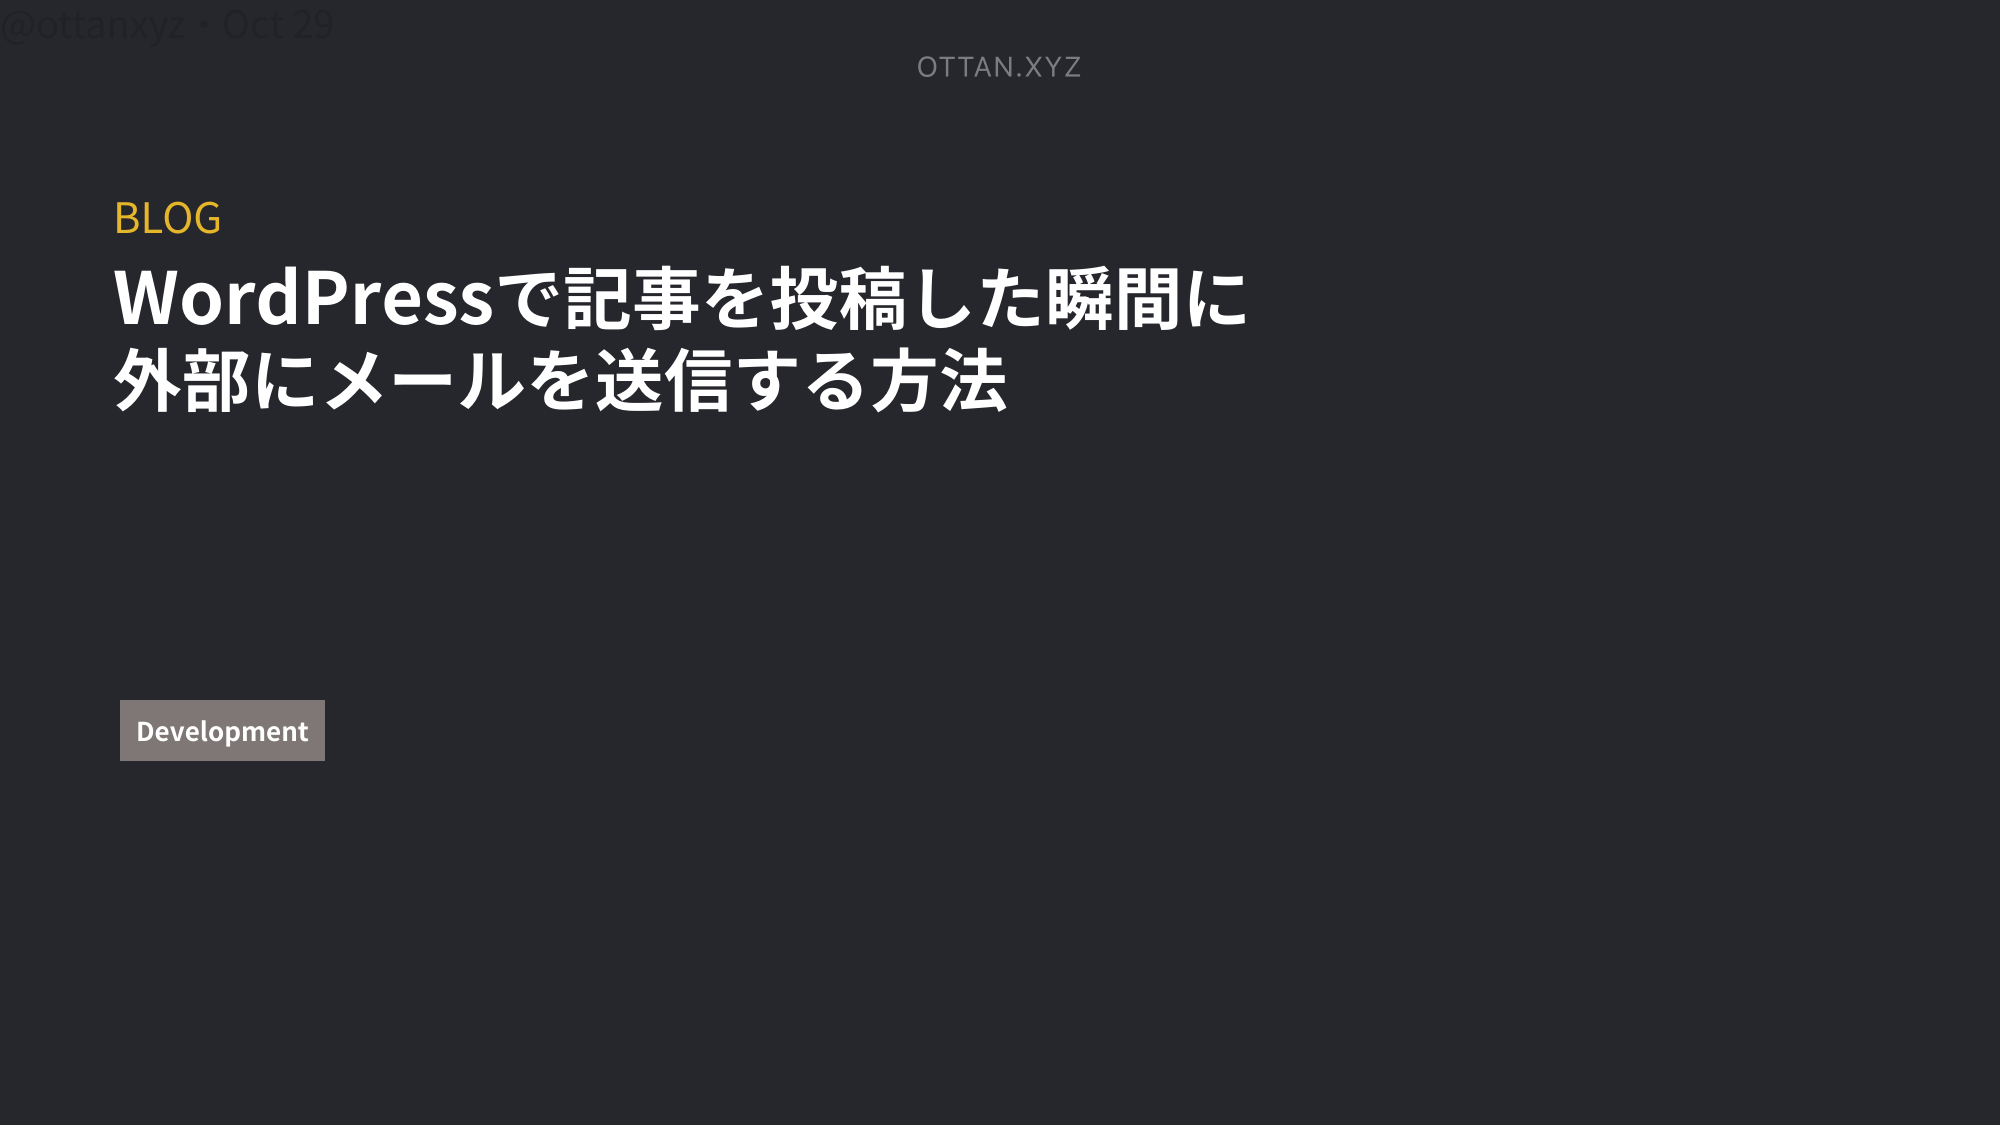 @ottanxyz・Oct 29
OTTAN.XYZ
BLOG
WordPressで記事を投稿した瞬間に
外部にメールを送信する方法
Development